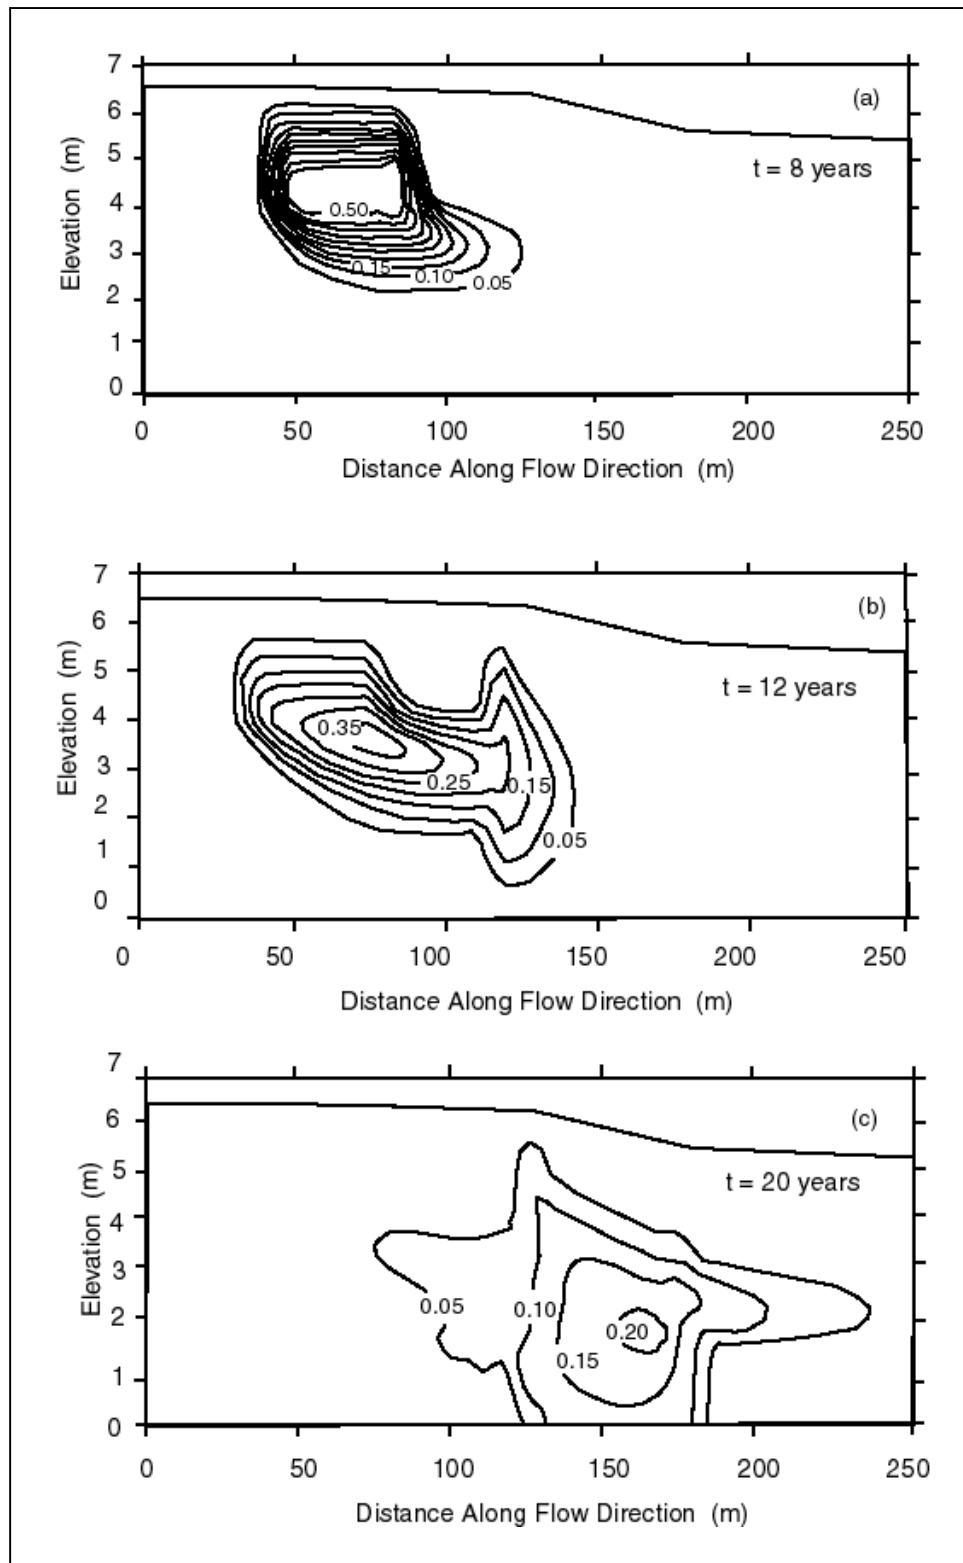 7
6
5
4
3
2
1
0
Elevation (m)
(a)
t = 8 years
0.50
0.15
0.10
0.05
0 50 100 150 200 250
Distance Along Flow Direction (m)
7
6
5
4
3
2
1
0
Elevation (m)
(b)
t = 12 years
0.35
0.25
0.15
0.05
0 50 100 150 200 250
Distance Along Flow Direction (m)
7
6
5
4
3
2
1
0
Elevation (m)
(c)
t = 20 years
0.05
0.10
0.20
0.15
0 50 100 150 200 250
Distance Along Flow Direction (m)